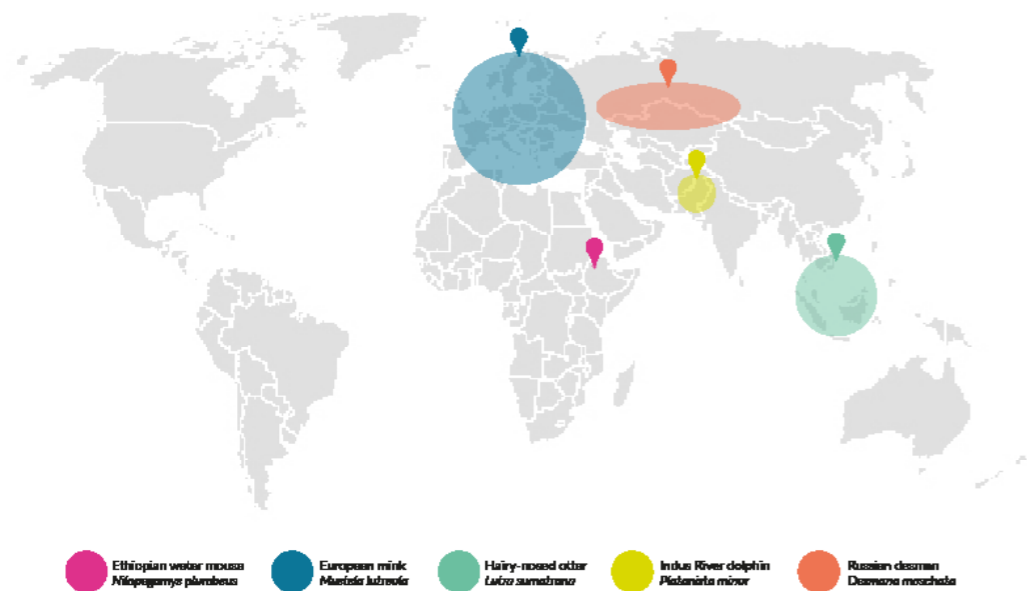 Ethiopian water mouse
Nilopegamys plumbeus
European mink
Mustela lutreola
Hairy-nosed otter
Lutra sumatrana
Indus River dolphin
Platanista minor
Russian desman
Desmana moschata